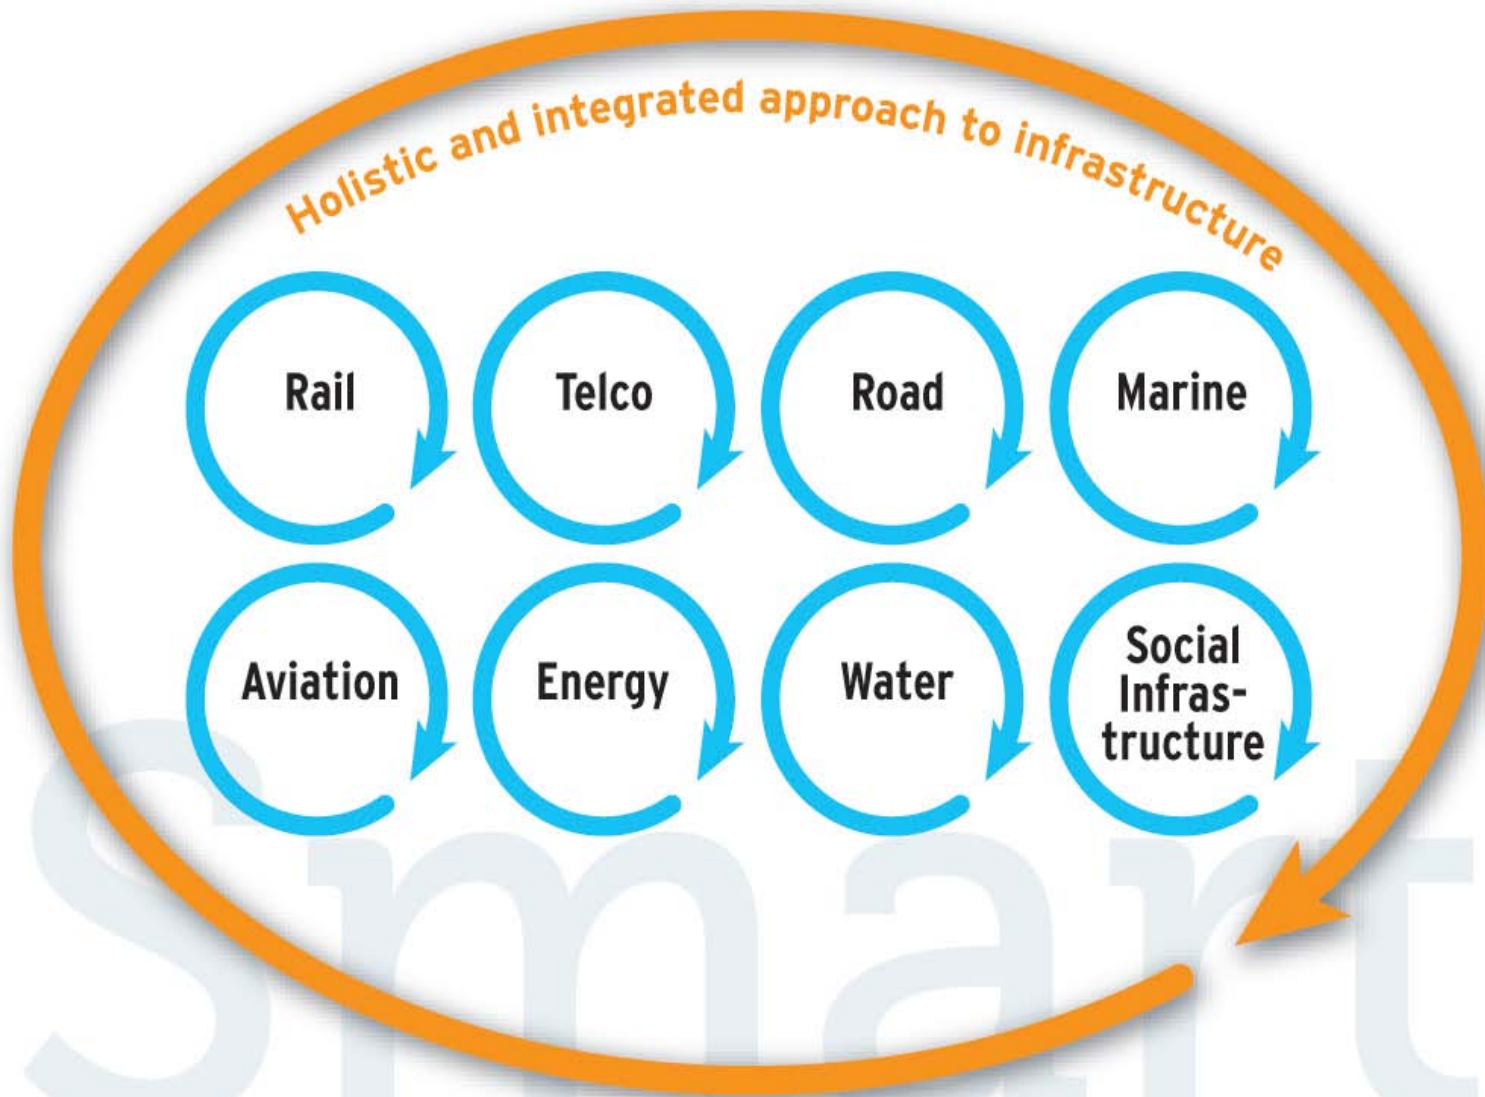 Holistic and integrated approach to infrastructure
Rail
Telco
Road
Marine
Aviation
Energy
Water
Social
Infras-
tructure
Smart